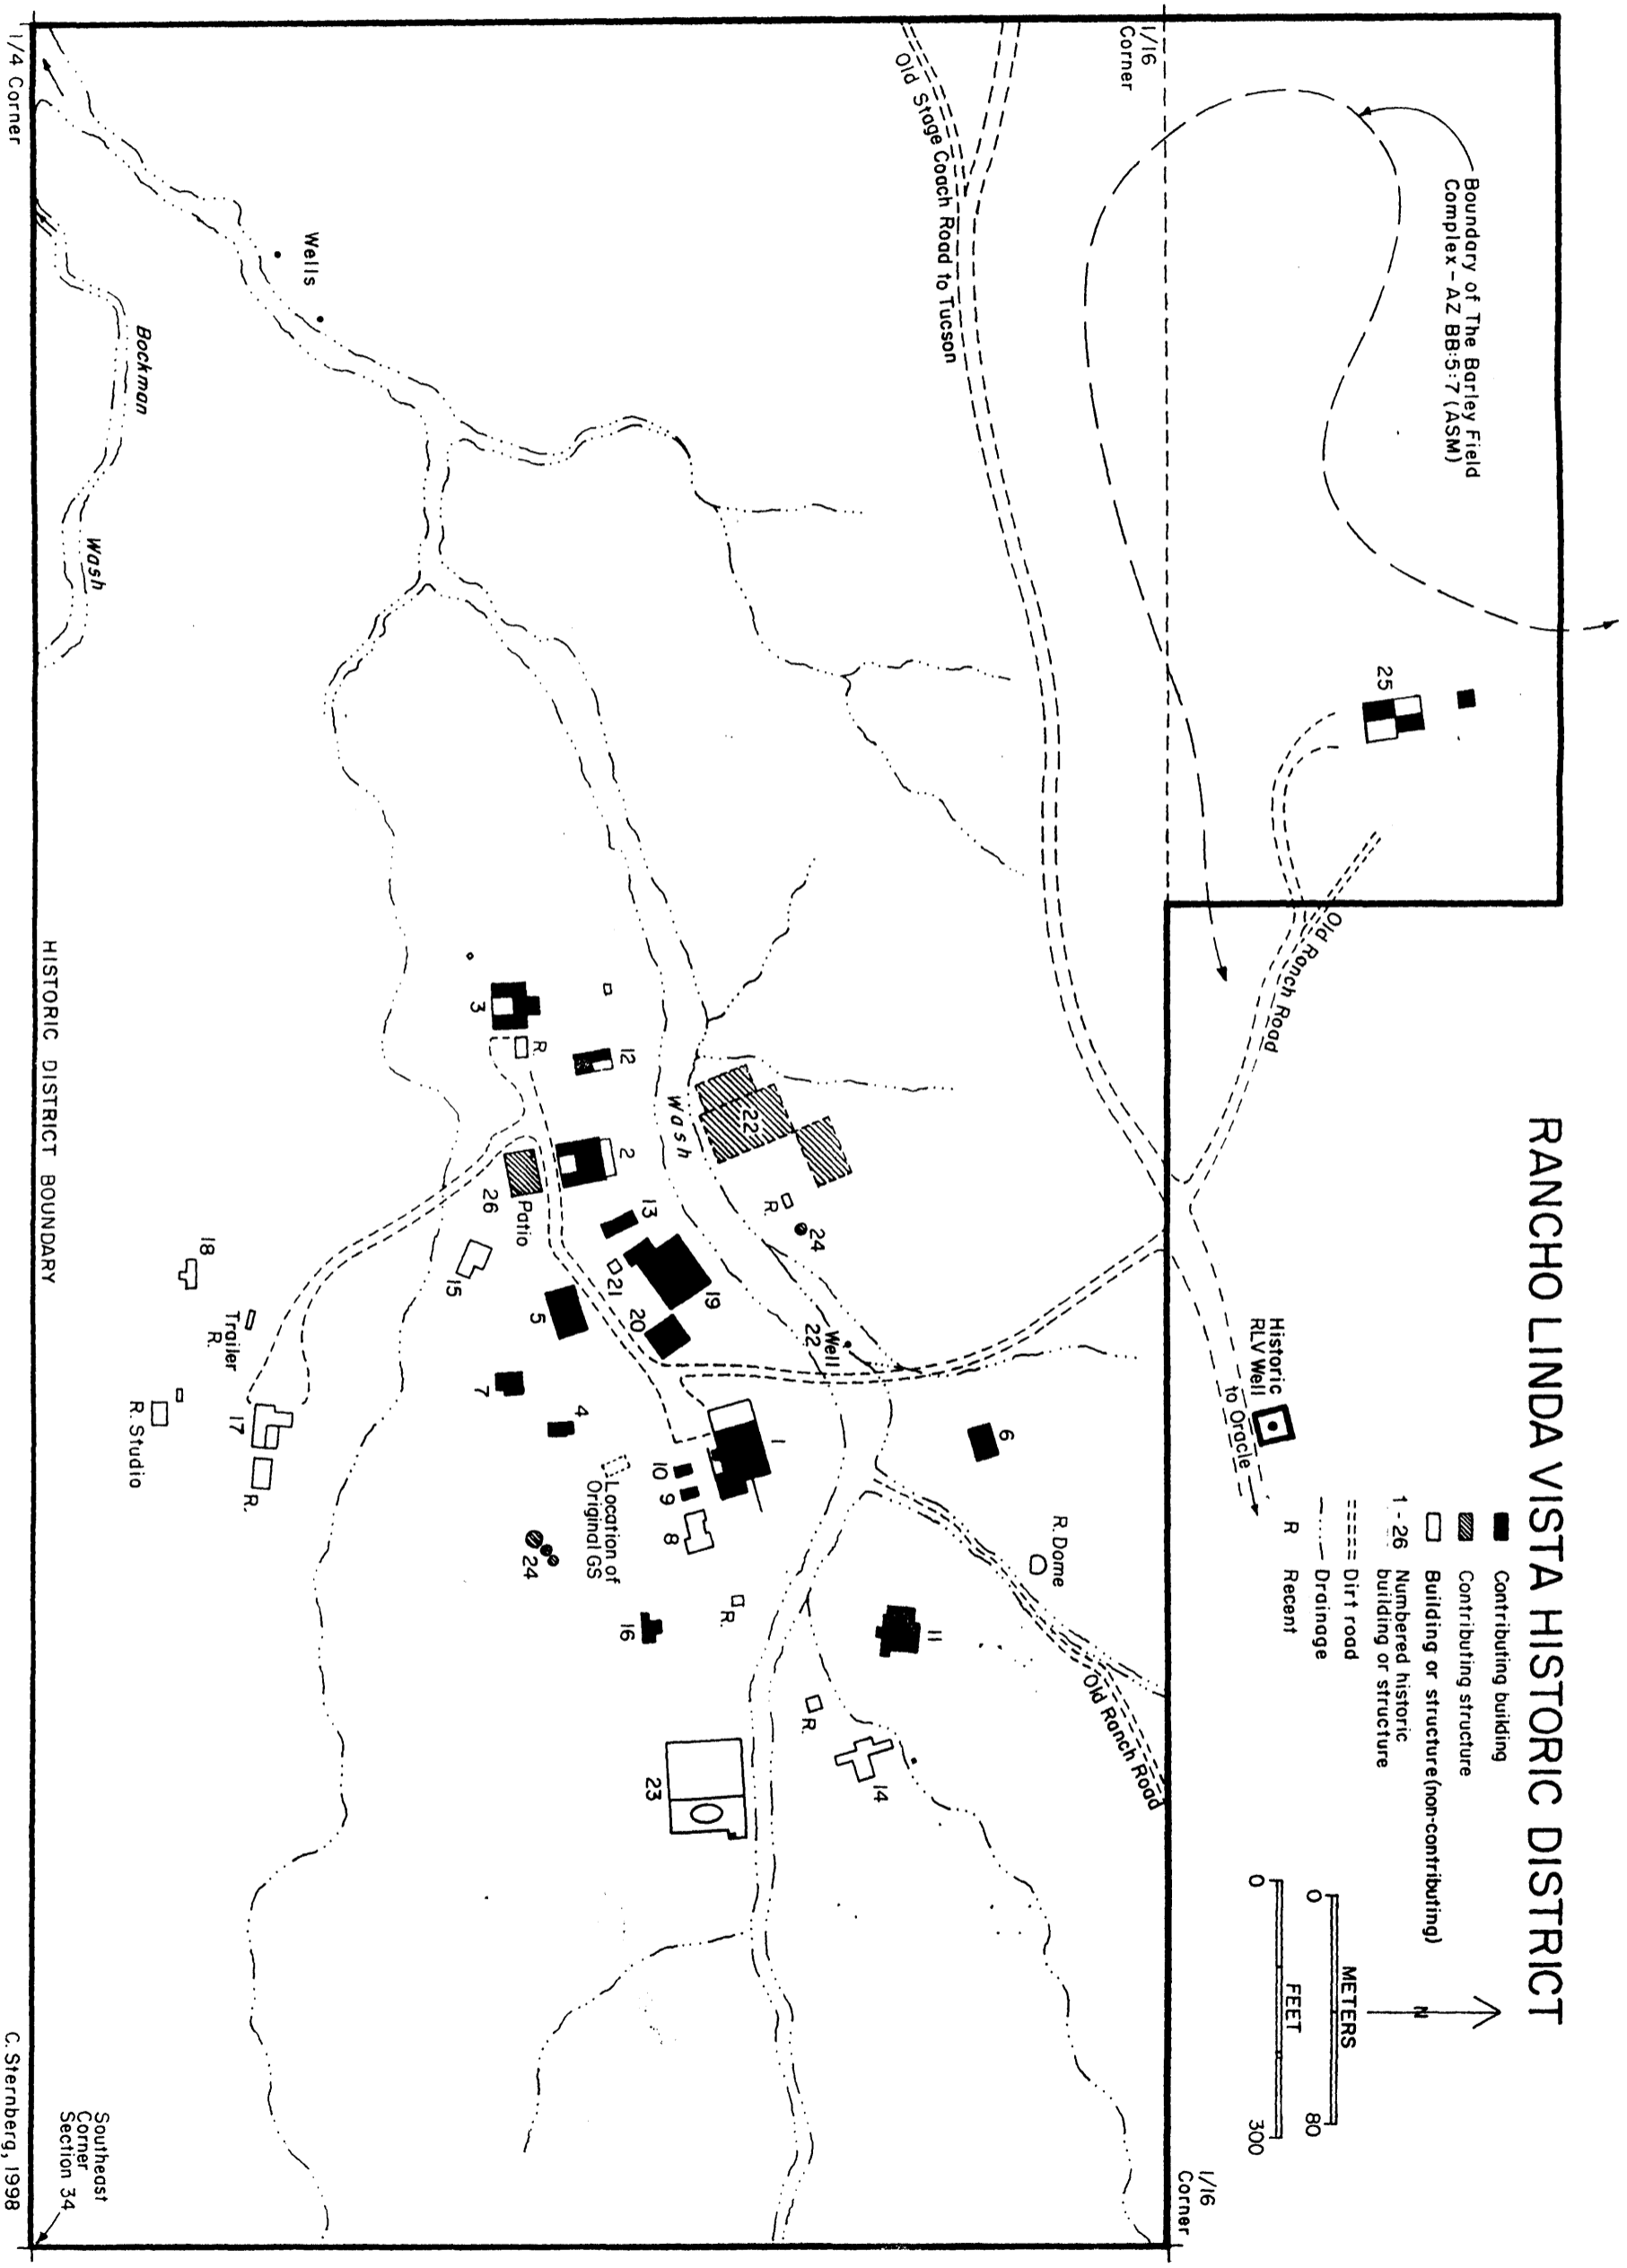 RANCHO LINDA VISTA HISTORIC DISTRICT
Contributing building
Contributing structure
Building or structure (non-contributing)
1 - 26 Numbered historic
building or structure
Dirt road
Drainage
R Recent
N
0 METERS 80
0 FEET 300
Boundary of The Barley Field
Complex - AZ BB:5:7 (ASM)
1/16
Corner
Old Stage Coach Road to Tucson
25
Old Ranch Road
Historic
RLV Well
to Oracle
1/16
Corner
Wells
Bockman
Wash
1/4 Corner
6
R. Dome
Old Ranch Road
11
14
R.
22
Wash
R.
24
Well
22
12
3
R
2
13
19
21
20
26
Patio
15
5
7
4
1
10
9
8
Location of
Original GS
24
16
R.
23
18
Trailer
R.
17
R.
R. Studio
HISTORIC DISTRICT BOUNDARY
Southeast
Corner
Section 34
C. Sternberg, 1998